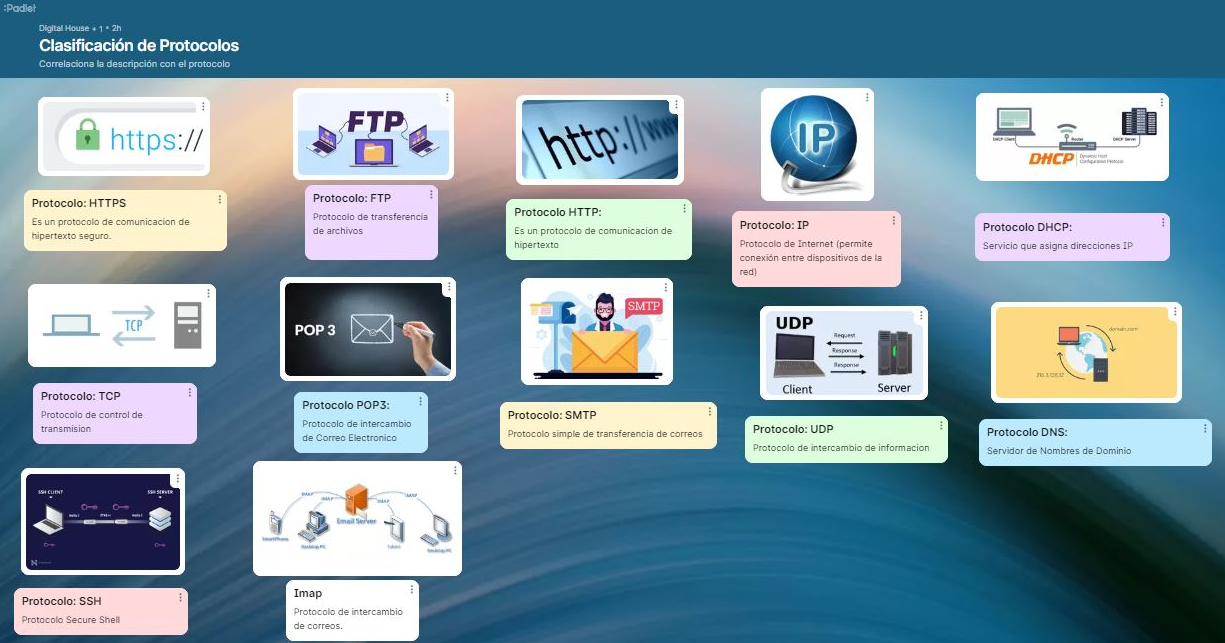 :Padlet
Digital House + 1 • 2h
Clasificación de Protocolos
Correlaciona la descripción con el protocolo
https://
FTP
http://www
IP
DHCP Client
Router
DHCP Server
DHCP
Dynamic Host
Configuration Protocol
Protocolo: HTTPS
Es un protocolo de comunicacion de
hipertexto seguro.
Protocolo: FTP
Protocolo de transferencia
de archivos
Protocolo HTTP:
Es un protocolo de comunicacion de
hipertexto
Protocolo: IP
Protocolo de Internet (permite
conexión entre dispositivos de la
red)
Protocolo DHCP:
Servicio que asigna direcciones IP
TCP
POP 3
SMTP
UDP
Request
Response
Response
Client
Server
domain.com
Protocolo: TCP
Protocolo de control de
transmision
Protocolo POP3:
Protocolo de intercambio
de Correo Electronico
Protocolo: SMTP
Protocolo simple de transferencia de correos
Protocolo: UDP
Protocolo de intercambio de informacion
Protocolo DNS:
Servidor de Nombres de Dominio
SSH CLIENT
SSH SERVER
IMAP
IMAP
IMAP
IMAP
Email Server
SmartPhone
Desktop PC
Tablet
Desktop PC
Protocolo: SSH
Protocolo Secure Shell
Imap
Protocolo de intercambio
de correos.